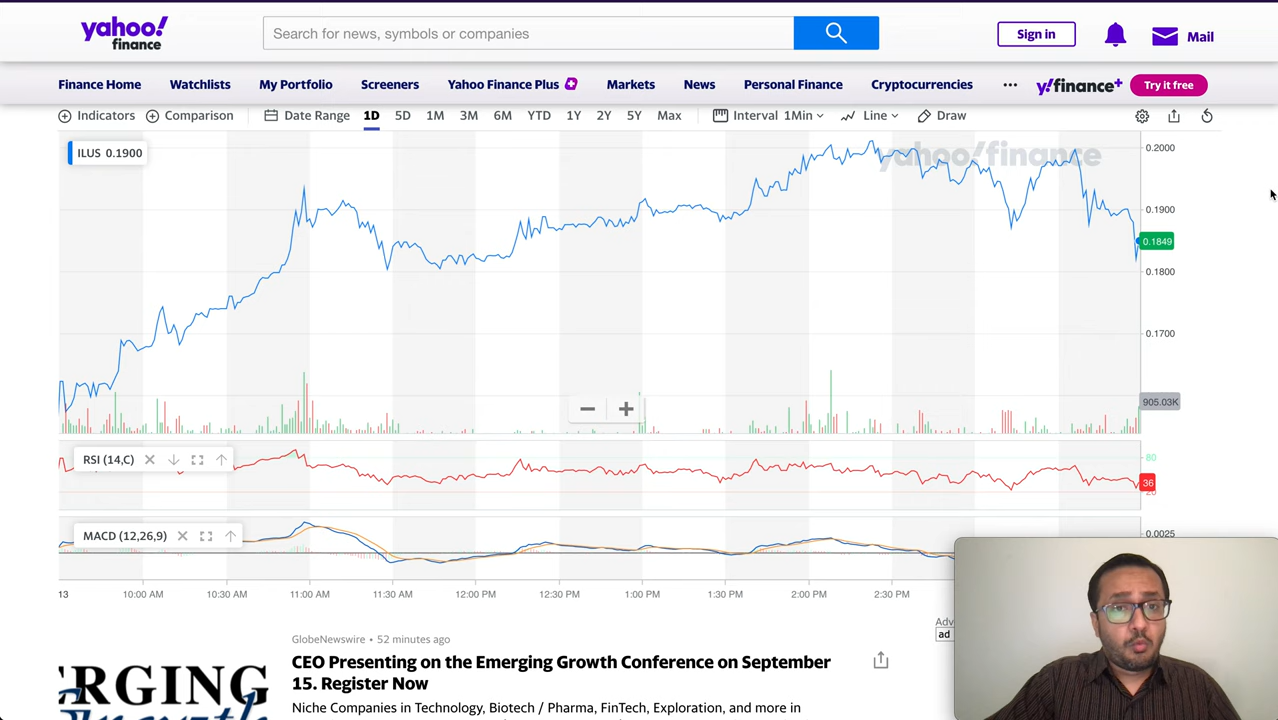 yahoo!
finance
Search for news, symbols or companies
Sign in
Mail
Finance Home
Watchlists
My Portfolio
Screeners
Yahoo Finance Plus
Markets
News
Personal Finance
Cryptocurrencies
y!finance+
Try it free
Indicators
Comparison
Date Range
1D
5D
1M
3M
6M
YTD
1Y
2Y
5Y
Max
Interval 1Min
Line
Draw
ILUS 0.1900
yahoo!finance
0.2000
0.1900
0.1849
0.1800
0.1700
905.03K
RSI (14,C)
80
36
20
MACD (12,26,9)
0.0025
13
10:00 AM
10:30 AM
11:00 AM
11:30 AM
12:00 PM
12:30 PM
1:00 PM
1:30 PM
2:00 PM
2:30 PM
GlobeNewswire • 52 minutes ago
CEO Presenting on the Emerging Growth Conference on September
15. Register Now
Niche Companies in Technology, Biotech / Pharma, FinTech, Exploration, and more in
ad